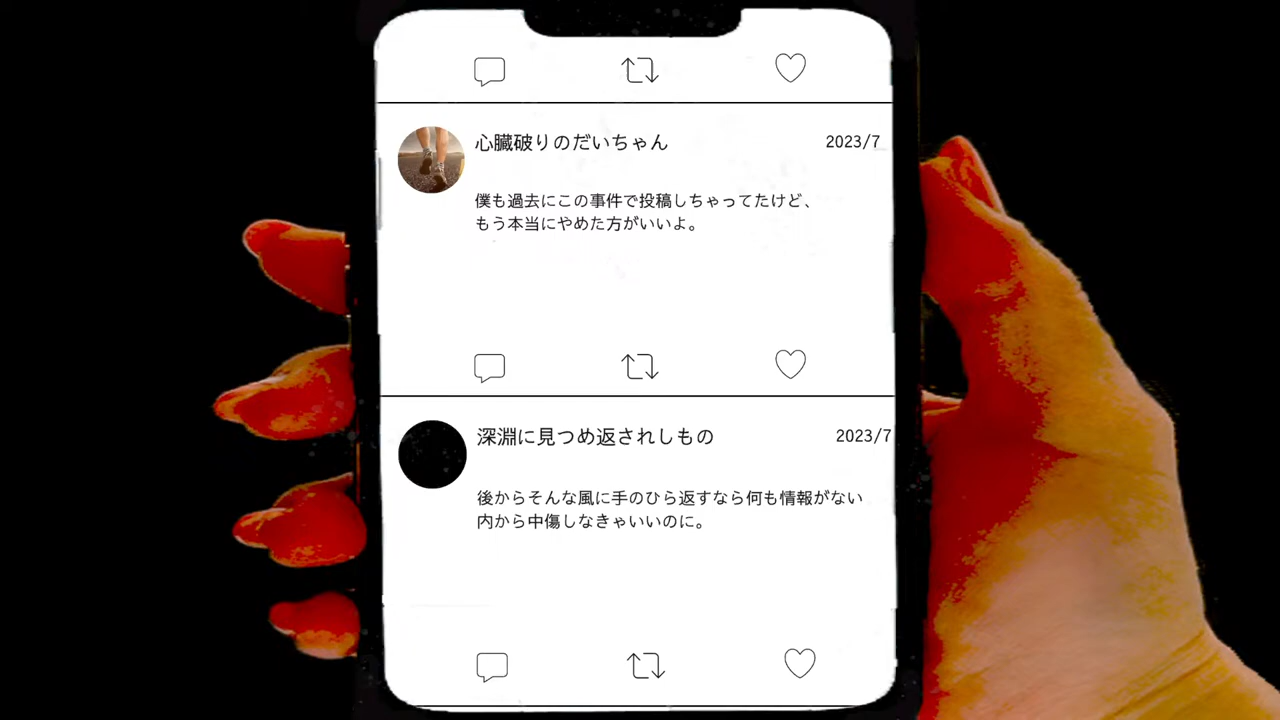 心臓破りのだいちゃん
2023/7
僕も過去にこの事件で投稿しちゃってたけど、
もう本当にやめた方がいいよ。
深淵に見つめ返されしもの
2023/7
後からそんな風に手のひら返すなら何も情報がない
内から中傷しなきゃいいのに。